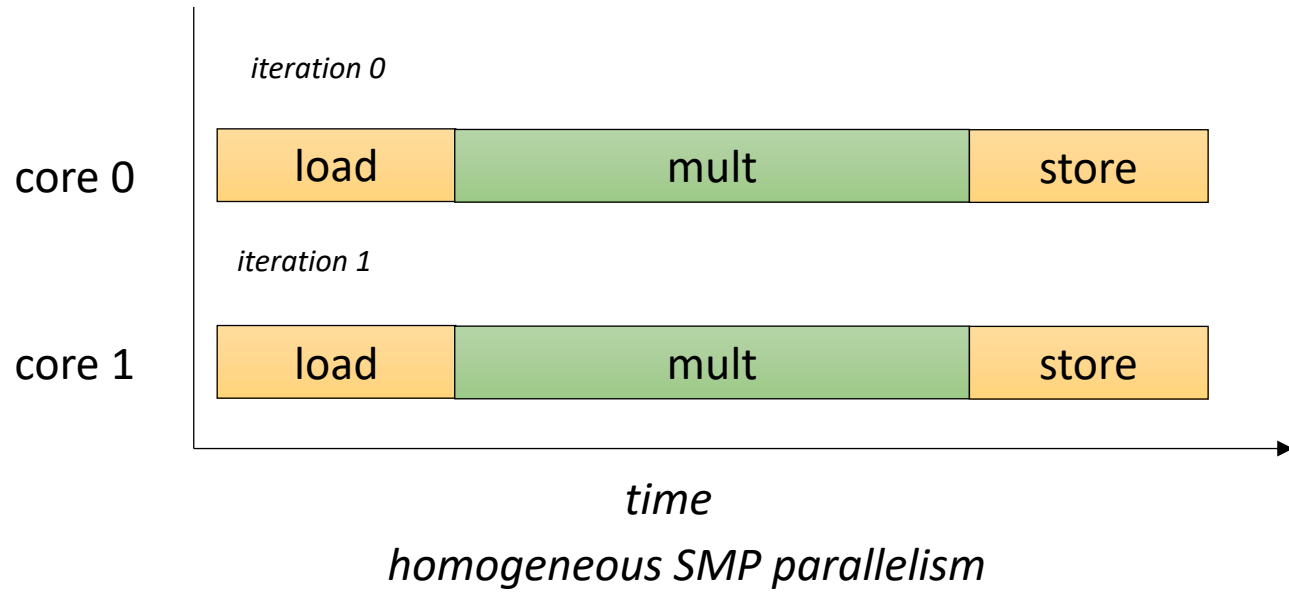 iteration 0
core 0
load mult store
iteration 1
core 1
load mult store
time
homogeneous SMP parallelism